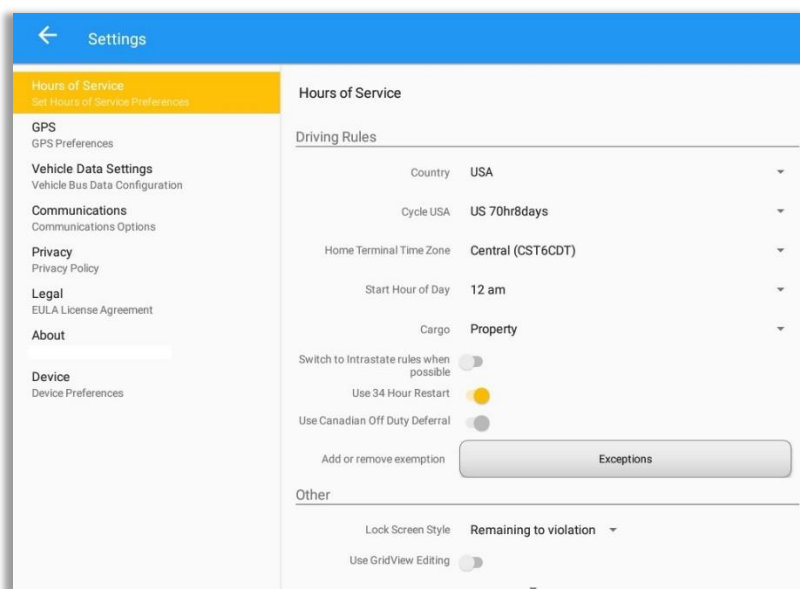 Settings
Hours of Service
Set Hours of Service Preferences
GPS
GPS Preferences
Vehicle Data Settings
Vehicle Bus Data Configuration
Communications
Communications Options
Privacy
Privacy Policy
Legal
EULA License Agreement
About
Device
Device Preferences
Hours of Service
Driving Rules
Country USA
Cycle USA US 70hr8days
Home Terminal Time Zone Central (CST6CDT)
Start Hour of Day 12 am
Cargo Property
Switch to Intrastate rules when
possible
Use 34 Hour Restart
Use Canadian Off Duty Deferral
Add or remove exemption Exceptions
Other
Lock Screen Style Remaining to violation
Use GridView Editing